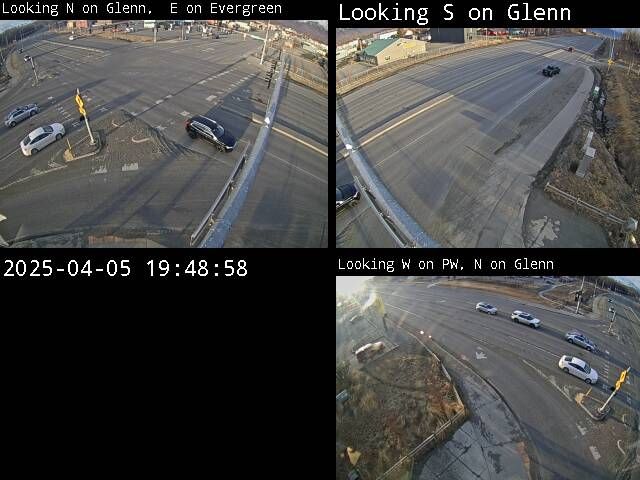 Looking N on Glenn,  E on Evergreen
Looking S on Glenn
2025-04-05 19:48:58
Looking W on PW, N on Glenn